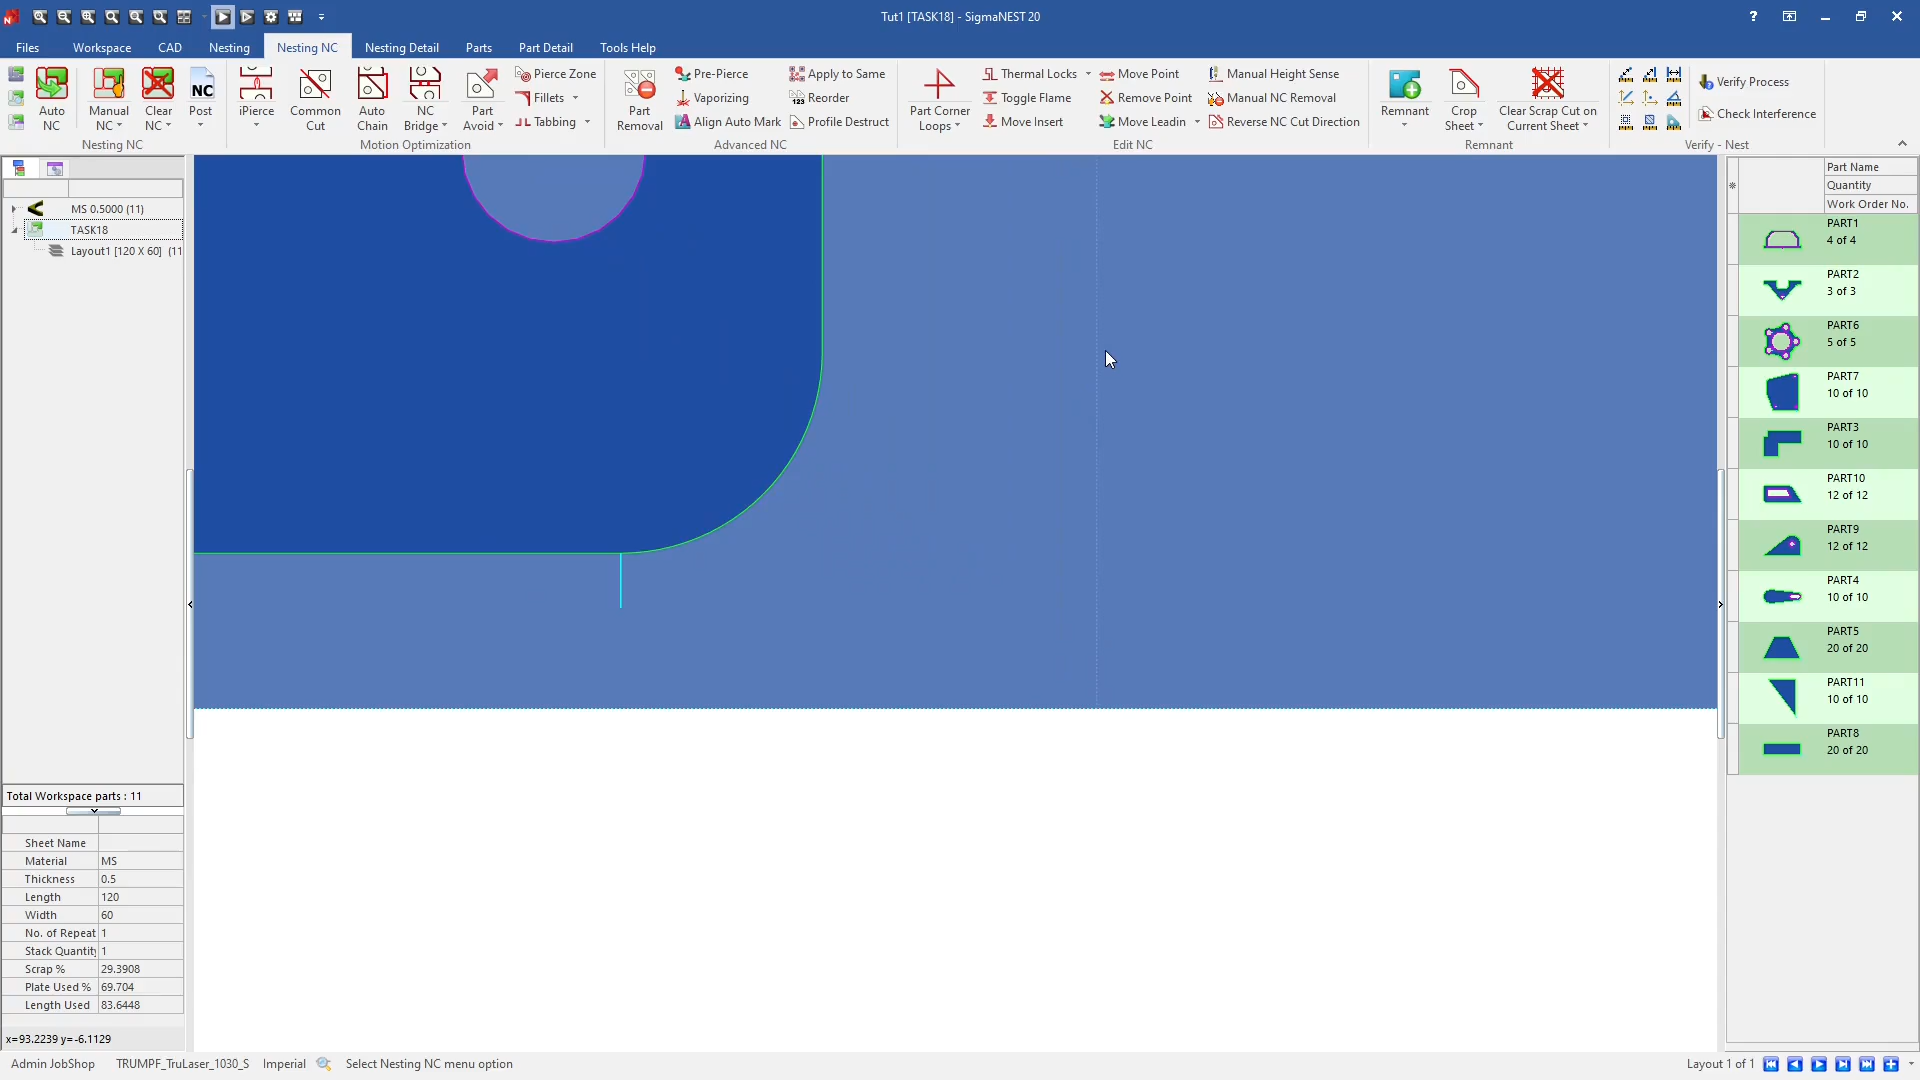 Tut1 [TASK18] - SigmaNEST 20
Files Workspace CAD Nesting Nesting NC Nesting Detail Parts Part Detail Tools Help
Auto NC
Manual NC
Clear NC
NC
Post
Nesting NC
iPierce
Common Cut
Auto Chain
NC Bridge
Part Avoid
Pierce Zone
Fillets
Tabbing
Motion Optimization
Part Removal
Pre-Pierce
Vaporizing
Align Auto Mark
Apply to Same
123 Reorder
Profile Destruct
Advanced NC
Part Corner Loops
Thermal Locks
Toggle Flame
Move Insert
Move Point
Remove Point
Move Leadin
Manual Height Sense
Manual NC Removal
Reverse NC Cut Direction
Edit NC
Remnant
Crop Sheet
Clear Scrap Cut on Current Sheet
Remnant
Verify Process
Check Interference
Verify - Nest
MS 0.5000 (11)
TASK18
Layout1 [120 X 60] (11
Total Workspace parts : 11
Sheet Name
Material MS
Thickness 0.5
Length 120
Width 60
No. of Repeat 1
Stack Quantity 1
Scrap % 29.3908
Plate Used % 69.704
Length Used 83.6448
x=93.2239 y=-6.1129
Part Name
Quantity
Work Order No.
PART1
4 of 4
PART2
3 of 3
PART6
5 of 5
PART7
10 of 10
PART3
10 of 10
PART10
12 of 12
PART9
12 of 12
PART4
10 of 10
PART5
20 of 20
PART11
10 of 10
PART8
20 of 20
Admin JobShop TRUMPF_TruLaser_1030_S Imperial Select Nesting NC menu option Layout 1 of 1